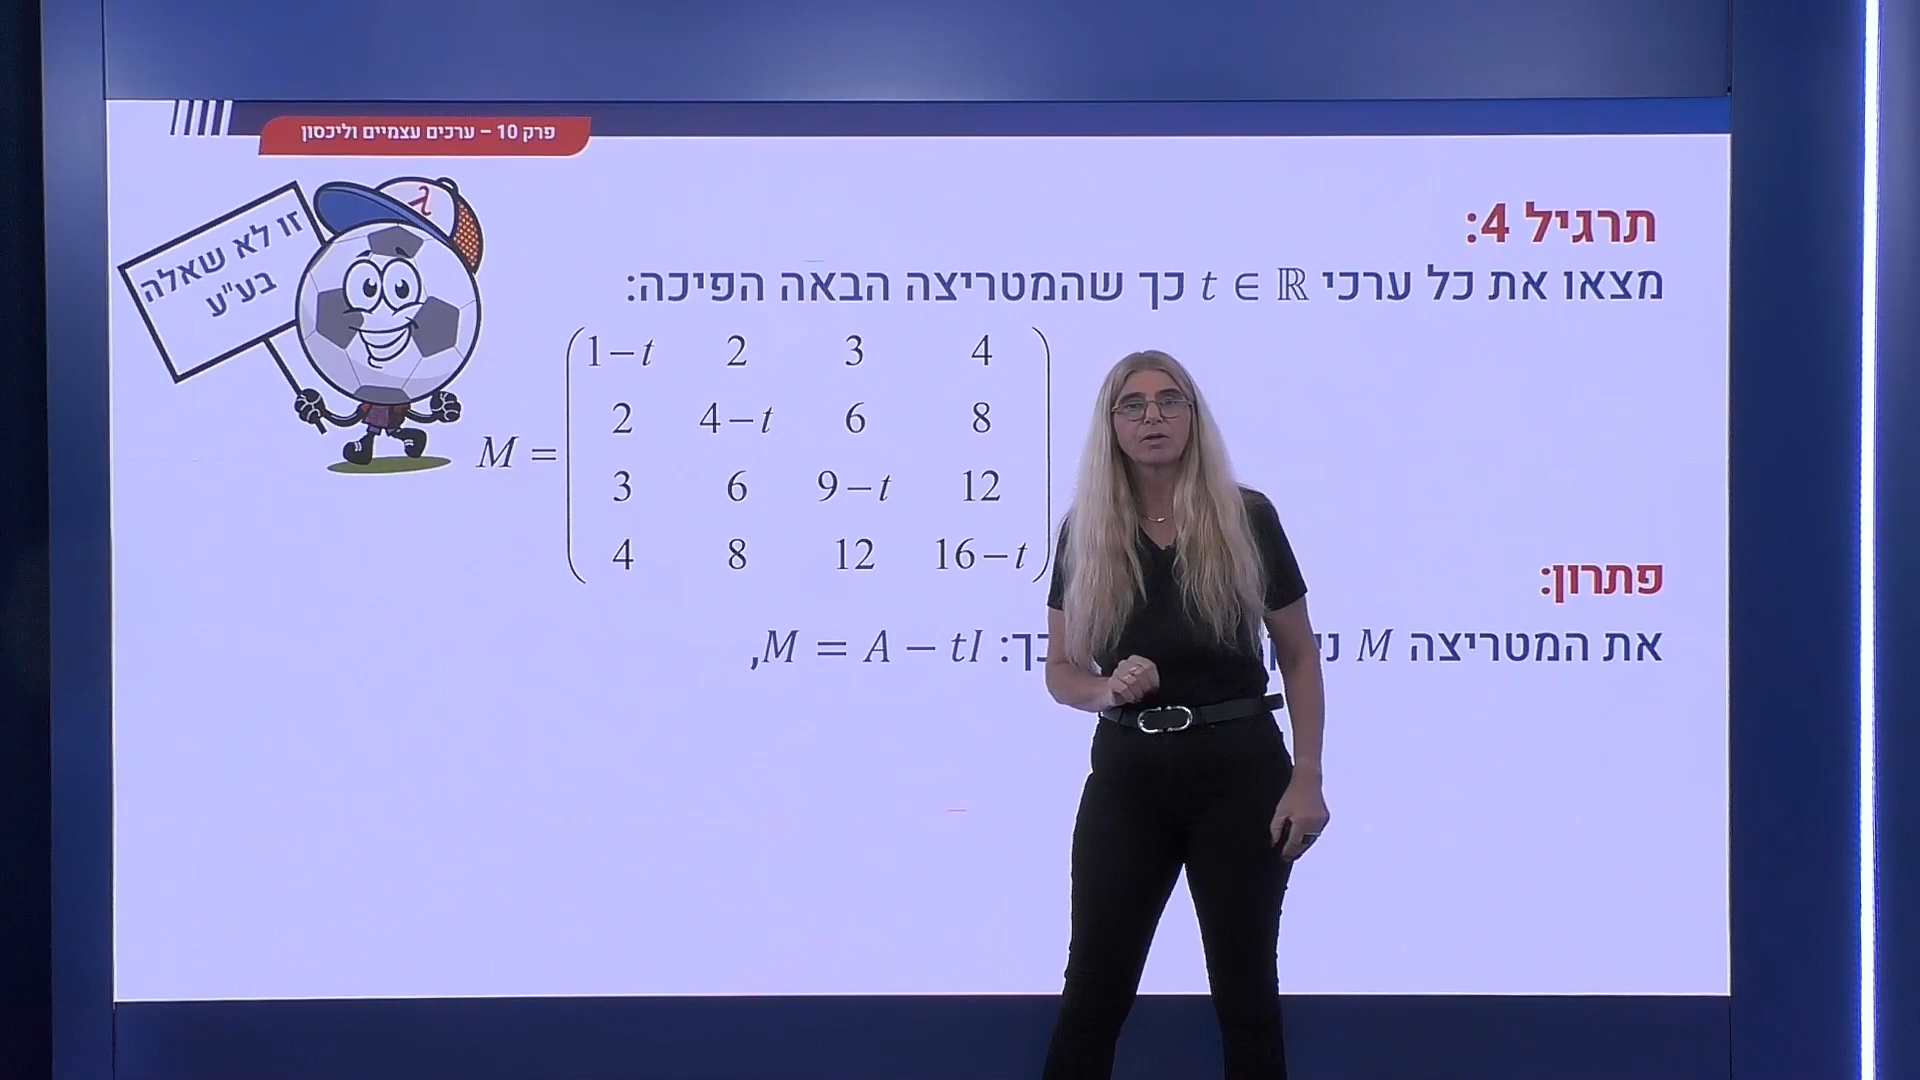 פרק 10 – ערכים עצמיים וליכסון
זו לא שאלה
בע"ע
λ
תרגיל 4:
מצאו את כל ערכי t ∈ ℝ כך שהמטריצה הבאה הפיכה:
M =
1−t 2 3 4
2 4−t 6 8
3 6 9−t 12
4 8 12 16−t
פתרון:
את המטריצה M כך: M = A − tI,